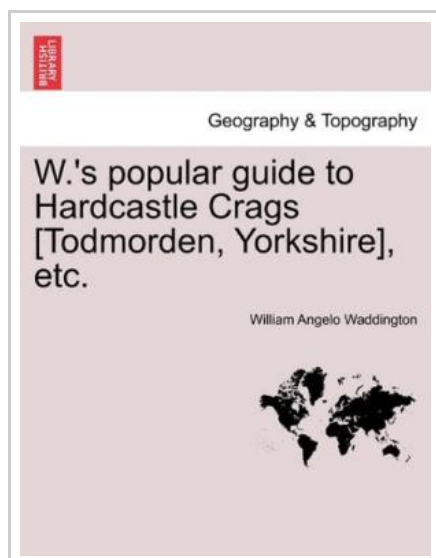 BRITISH
LIBRARY
Geography & Topography
W.'s popular guide to
Hardcastle Crags
[Todmorden, Yorkshire],
etc.
William Angelo Waddington